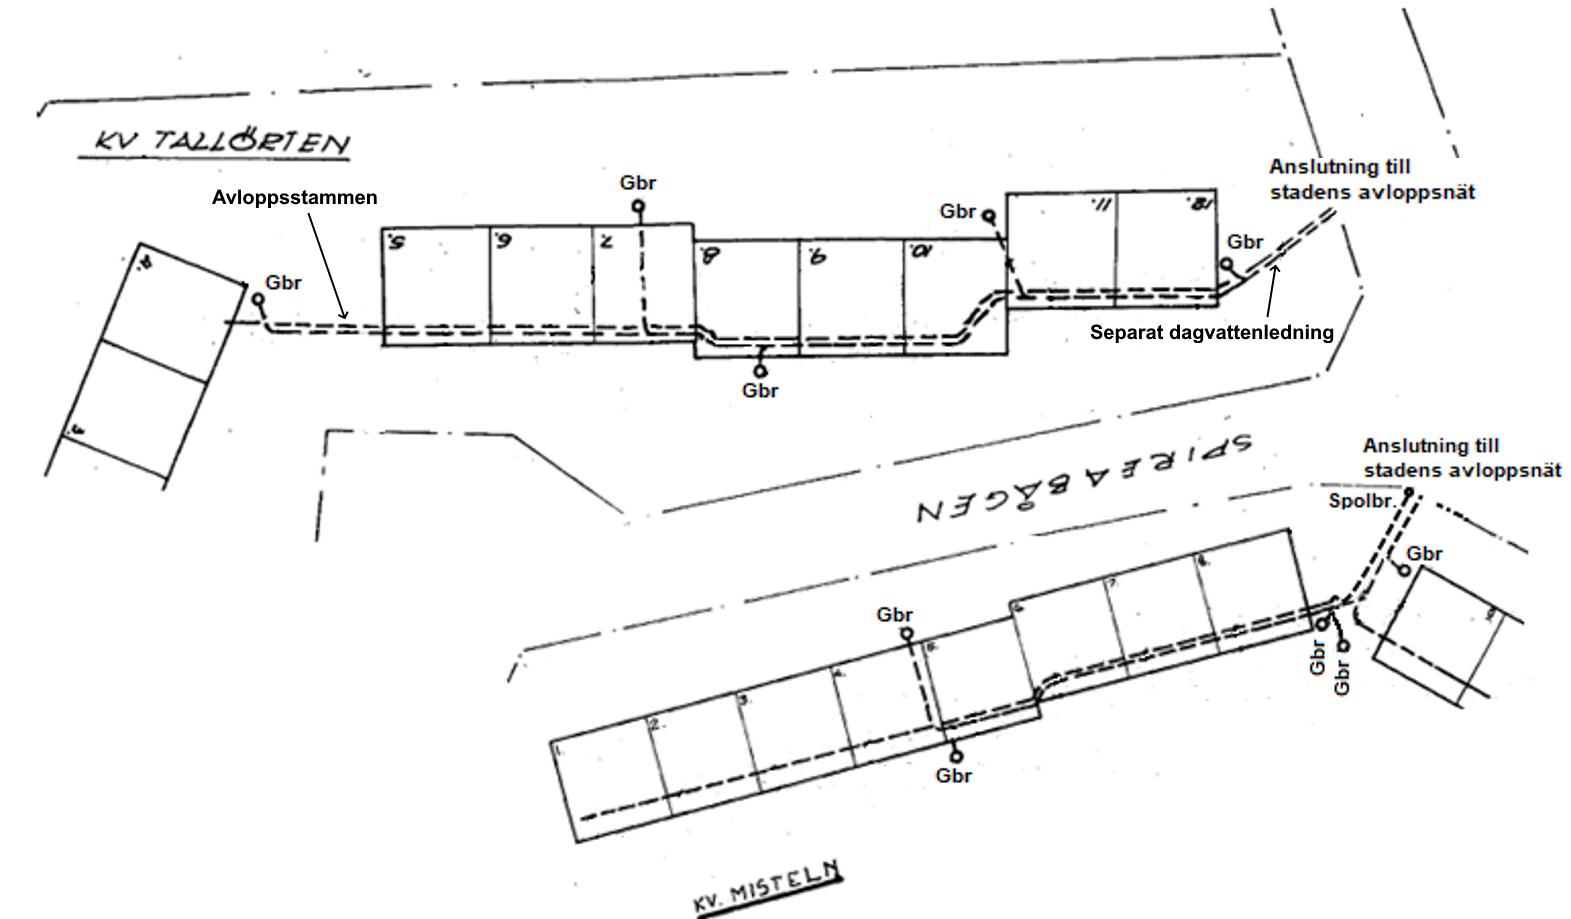 KV. TALLÖRTEN
Anslutning till
stadens avloppsnät
Avloppsstammen
Gbr
Gbr
Gbr
Gbr
Gbr
Separat dagvattenledning
3.
4.
5.
6.
7.
8.
9.
10.
11.
12.
SPIREABÅGEN
Anslutning till
stadens avloppsnät
Spolbr.
Gbr
Gbr
Gbr
Gbr
Gbr
1.
2.
3.
4.
5.
7.
8.
9.
KV. MISTELN